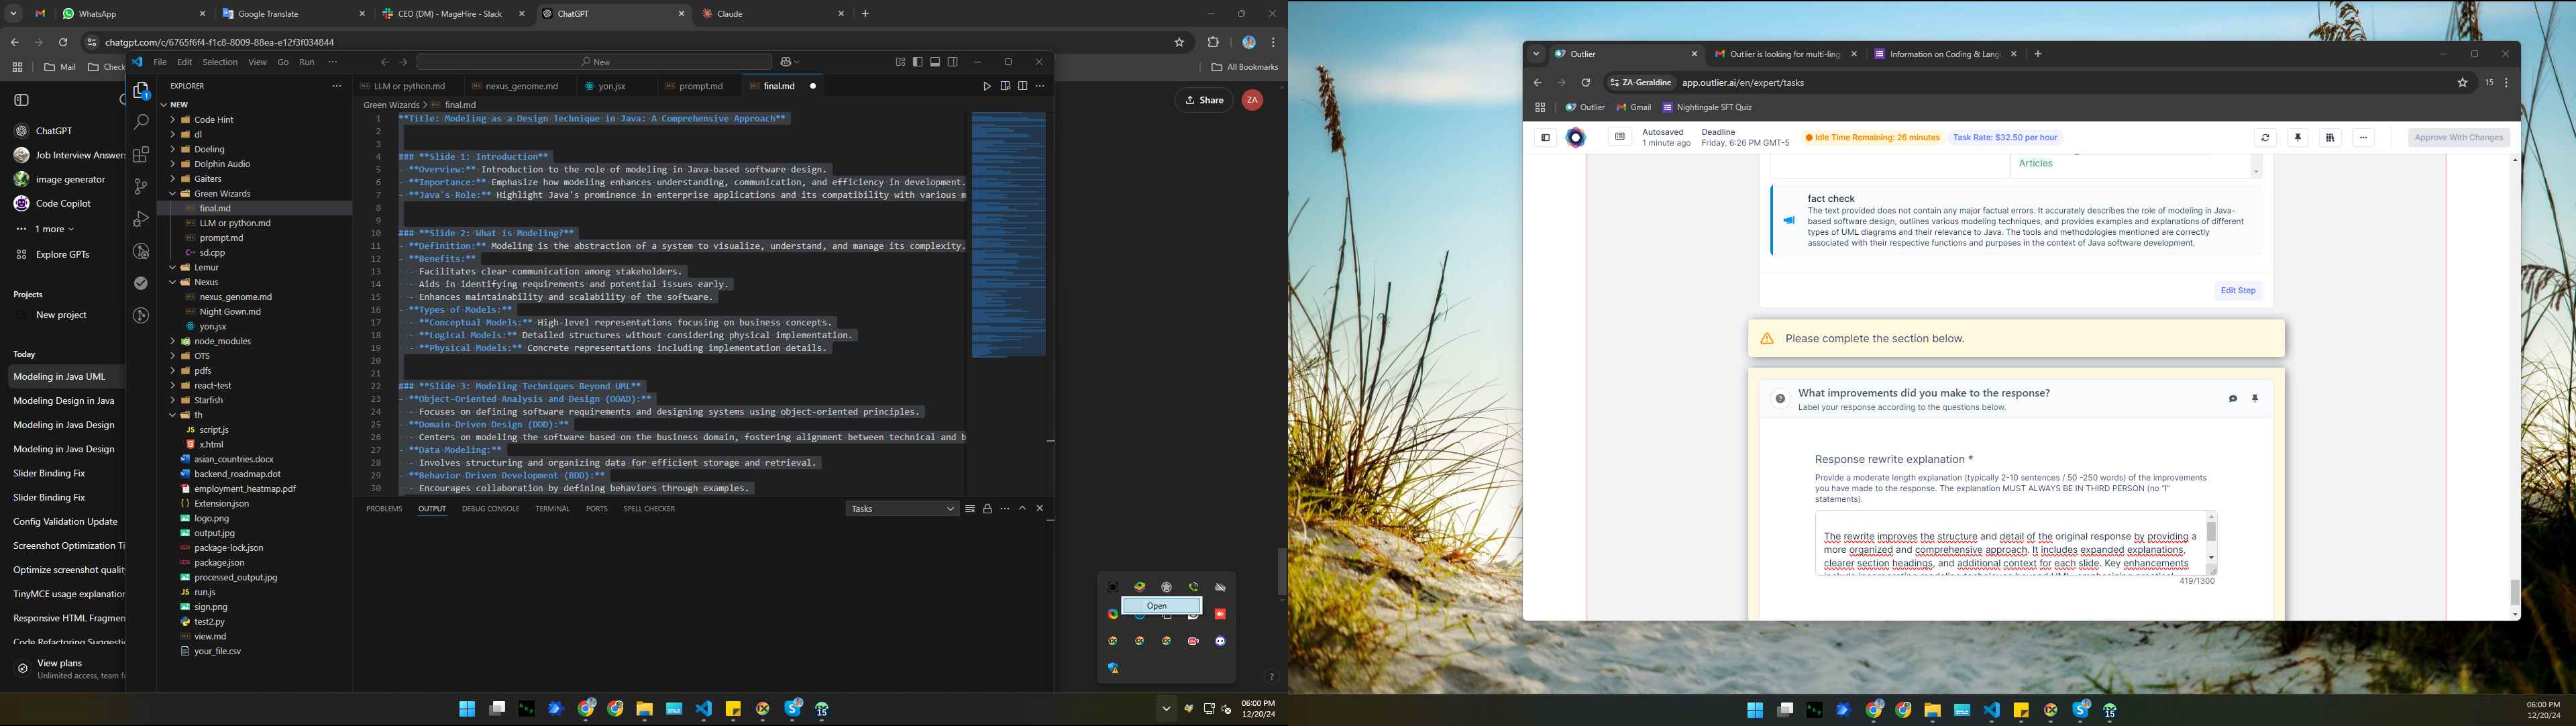 WhatsApp
Google Translate
CEO (DM) - MageHire - Slack
ChatGPT
Claude
chatgpt.com/c/6765f6f4-f1c8-8009-88ea-e12f3f034844
Mail
Check
All Bookmarks
File Edit Selection View Go Run
New
ChatGPT
Job Interview Answers
image generator
Code Copilot
1 more
Explore GPTs
Projects
New project
Today
Modeling in Java UML
Modeling Design in Java
Modeling in Java Design
Modeling in Java Design
Slider Binding Fix
Slider Binding Fix
Config Validation Update
Screenshot Optimization Ti
Optimize screenshot qualit
TinyMCE usage explanation
Responsive HTML Fragmen
Code Refactoring Suggestio
View plans
Unlimited access, team f
EXPLORER
NEW
Code Hint
dl
Doeling
Dolphin Audio
Gaiters
Green Wizards
final.md
LLM or python.md
prompt.md
sd.cpp
Lemur
Nexus
nexus_genome.md
Night Gown.md
yon.jsx
node_modules
OTS
pdfs
react-test
Starfish
th
script.js
x.html
asian_countries.docx
backend_roadmap.dot
employment_heatmap.pdf
Extension.json
logo.png
output.jpg
package-lock.json
package.json
processed_output.jpg
run.js
sign.png
test2.py
view.md
your_file.csv
LLM or python.md
nexus_genome.md
yon.jsx
prompt.md
final.md
Green Wizards > final.md
1 **Title: Modeling as a Design Technique in Java: A Comprehensive Approach**
2
3
4 ### **Slide 1: Introduction**
5 - **Overview:** Introduction to the role of modeling in Java-based software design.
6 - **Importance:** Emphasize how modeling enhances understanding, communication, and efficiency in development.
7 - **Java's Role:** Highlight Java's prominence in enterprise applications and its compatibility with various m
8
9
10 ### **Slide 2: What is Modeling?**
11 - **Definition:** Modeling is the abstraction of a system to visualize, understand, and manage its complexity.
12 - **Benefits:**
13 - Facilitates clear communication among stakeholders.
14 - Aids in identifying requirements and potential issues early.
15 - Enhances maintainability and scalability of the software.
16 - **Types of Models:**
17 - **Conceptual Models:** High-level representations focusing on business concepts.
18 - **Logical Models:** Detailed structures without considering physical implementation.
19 - **Physical Models:** Concrete representations including implementation details.
20
21
22 ### **Slide 3: Modeling Techniques Beyond UML**
23 - **Object-Oriented Analysis and Design (OOAD):**
24 - Focuses on defining software requirements and designing systems using object-oriented principles.
25 - **Domain-Driven Design (DDD):**
26 - Centers on modeling the software based on the business domain, fostering alignment between technical and b
27 - **Data Modeling:**
28 - Involves structuring and organizing data for efficient storage and retrieval.
29 - **Behavior-Driven Development (BDD):**
30 - Encourages collaboration by defining behaviors through examples.
PROBLEMS OUTPUT DEBUG CONSOLE TERMINAL PORTS SPELL CHECKER
Tasks
Share
ZA
Open
?
06:00 PM
12/20/24
Outlier
Outlier is looking for multi-ling
Information on Coding & Lang
ZA-Geraldine
app.outlier.ai/en/expert/tasks
15
Outlier
Gmail
Nightingale SFT Quiz
Autosaved
1 minute ago
Deadline
Friday, 6:26 PM GMT-5
Idle Time Remaining: 26 minutes
Task Rate: $32.50 per hour
Approve With Changes
Articles
fact check
The text provided does not contain any major factual errors. It accurately describes the role of modeling in Java-
based software design, outlines various modeling techniques, and provides examples and explanations of different
types of UML diagrams and their relevance to Java. The tools and methodologies mentioned are correctly
associated with their respective functions and purposes in the context of Java software development.
Edit Step
Please complete the section below.
What improvements did you make to the response?
Label your response according to the questions below.
Response rewrite explanation *
Provide a moderate length explanation (typically 2-10 sentences / 50 -250 words) of the improvements
you have made to the response. The explanation MUST ALWAYS BE IN THIRD PERSON (no "I"
statements).
The rewrite improves the structure and detail of the original response by providing a
more organized and comprehensive approach. It includes expanded explanations,
clearer section headings, and additional context for each slide. Key enhancements
419/1300
06:00 PM
12/20/24